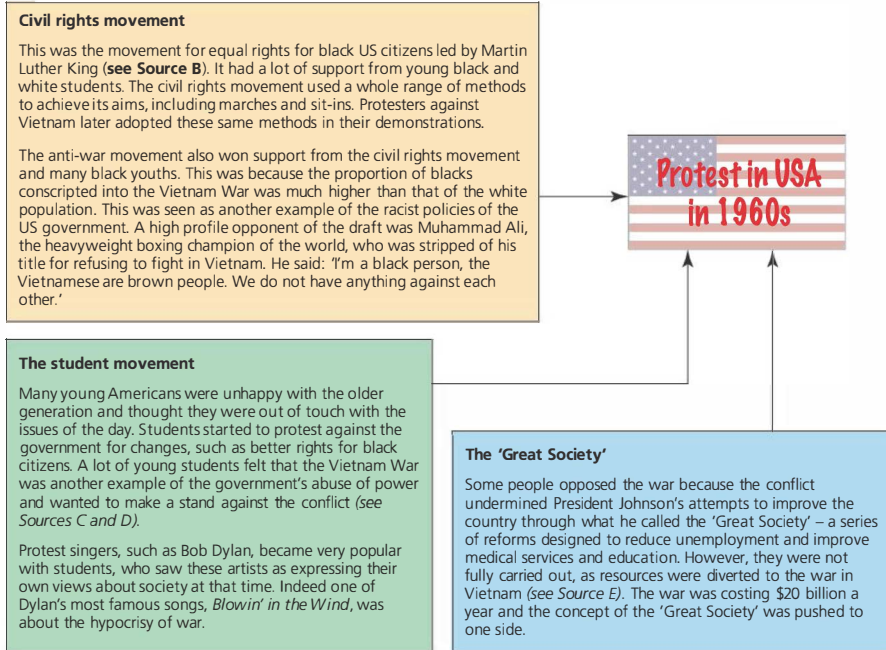 Civil rights movement
This was the movement for equal rights for black US citizens led by Martin
Luther King (see Source B). It had a lot of support from young black and
white students. The civil rights movement used a whole range of methods
to achieve its aims, including marches and sit-ins. Protesters against
Vietnam later adopted these same methods in their demonstrations.
The anti-war movement also won support from the civil rights movement
and many black youths. This was because the proportion of blacks
conscripted into the Vietnam War was much higher than that of the white
population. This was seen as another example of the racist policies of the
US government. A high profile opponent of the draft was Muhammad Ali,
the heavyweight boxing champion of the world, who was stripped of his
title for refusing to fight in Vietnam. He said: 'I'm a black person, the
Vietnamese are brown people. We do not have anything against each
other.'
Protest in USA
in 1960s
The student movement
Many young Americans were unhappy with the older
generation and thought they were out of touch with the
issues of the day. Students started to protest against the
government for changes, such as better rights for black
citizens. A lot of young students felt that the Vietnam War
was another example of the government's abuse of power
and wanted to make a stand against the conflict (see
Sources C and D).
Protest singers, such as Bob Dylan, became very popular
with students, who saw these artists as expressing their
own views about society at that time. Indeed one of
Dylan's most famous songs, Blowin' in the Wind, was
about the hypocrisy of war.
The 'Great Society'
Some people opposed the war because the conflict
undermined President Johnson's attempts to improve the
country through what he called the 'Great Society' – a series
of reforms designed to reduce unemployment and improve
medical services and education. However, they were not
fully carried out, as resources were diverted to the war in
Vietnam (see Source E). The war was costing $20 billion a
year and the concept of the 'Great Society' was pushed to
one side.